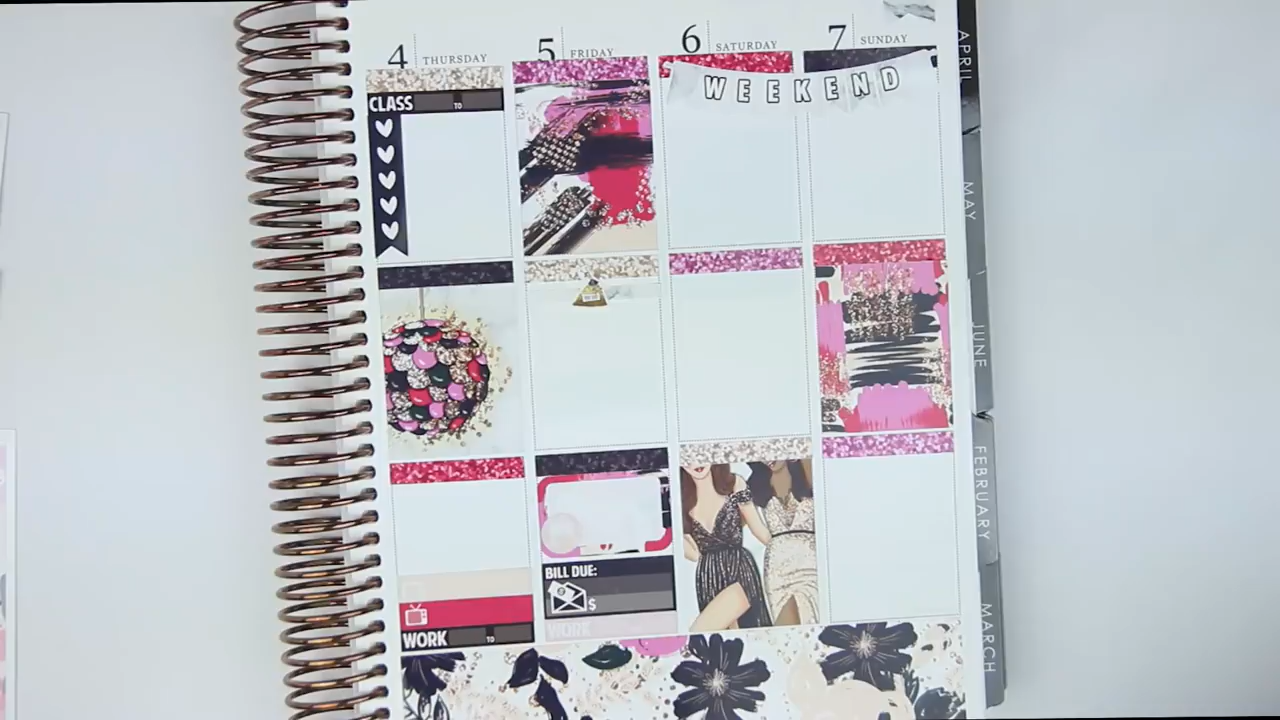 4 THURSDAY
5 FRIDAY
6 SATURDAY
7 SUNDAY
WEEKEND
CLASS TO
BILL DUE:
$
WORK
WORK TO
APRIL
MAY
JUNE
FEBRUARY
MARCH